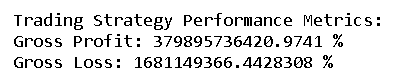 Trading Strategy Performance Metrics:
Gross Profit: 379895736420.9741 %
Gross Loss: 1681149366.4428308 %